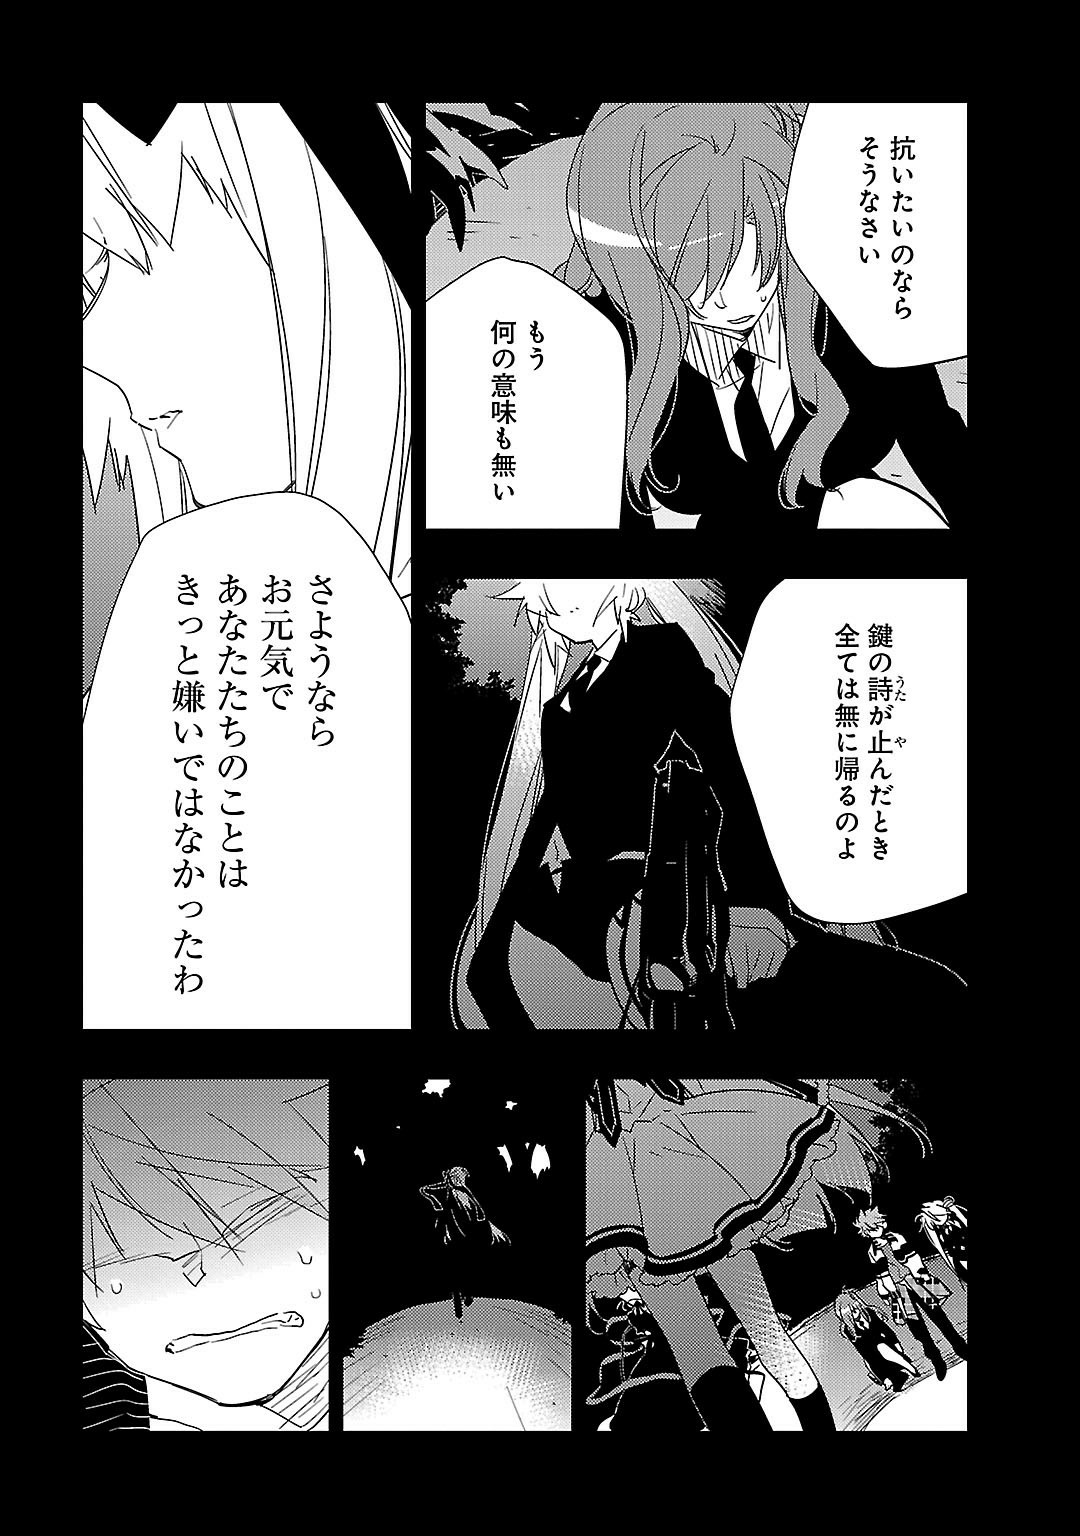 抗いたいのなら
そうなさい
もう
何の意味も無い
鍵の詩が止んだとき
うた
や
全ては無に帰るのよ
さようなら
お元気で
あなたたちのことは
きっと嫌いではなかったわ